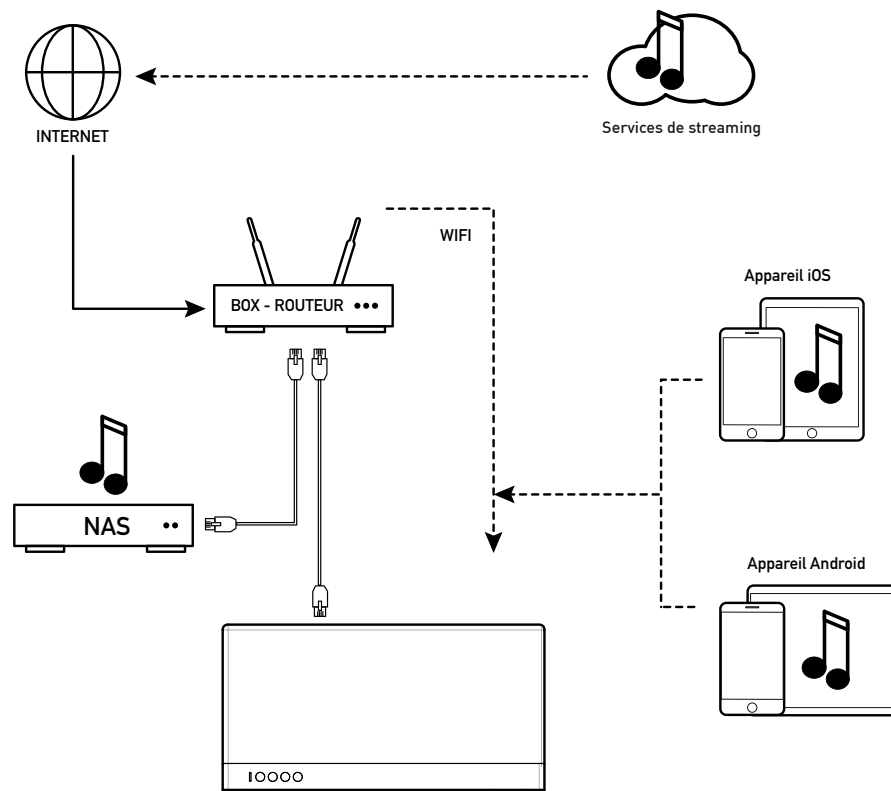 INTERNET
Services de streaming
WIFI
Appareil iOS
BOX - ROUTEUR
NAS
Appareil Android